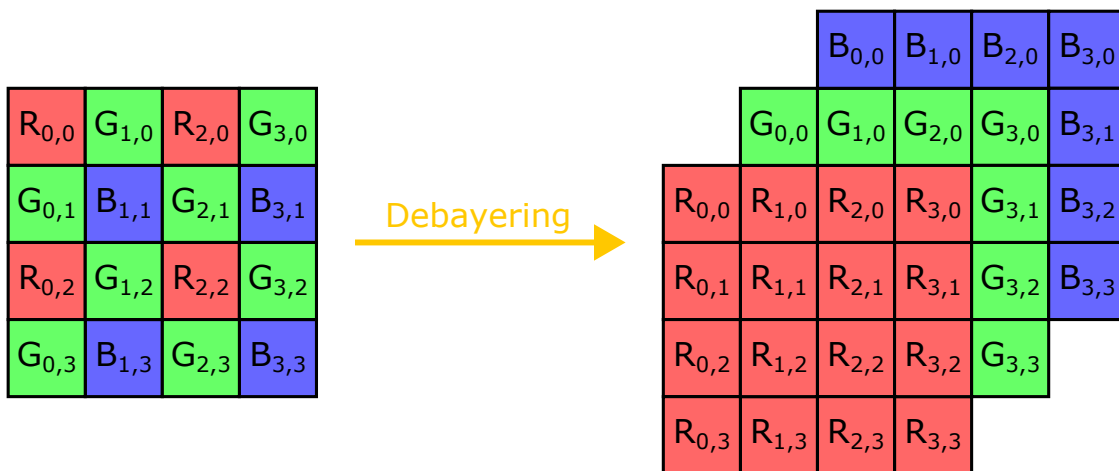 R0,0 G1,0 R2,0 G3,0
G0,1 B1,1 G2,1 B3,1
R0,2 G1,2 R2,2 G3,2
G0,3 B1,3 G2,3 B3,3
Debayering
B0,0 B1,0 B2,0 B3,0
G0,0 G1,0 G2,0 G3,0 B3,1
R0,0 R1,0 R2,0 R3,0 G3,1 B3,2
R0,1 R1,1 R2,1 R3,1 G3,2 B3,3
R0,2 R1,2 R2,2 R3,2 G3,3
R0,3 R1,3 R2,3 R3,3